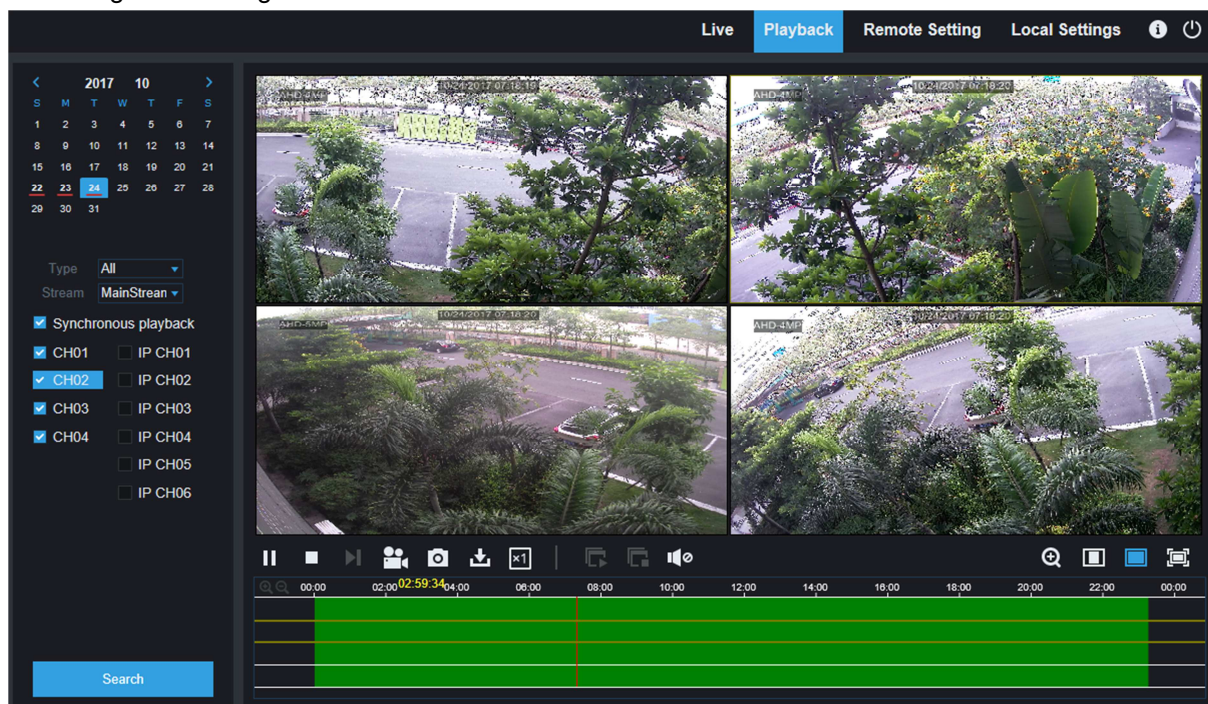 Live Playback Remote Setting Local Settings
2017 10
S M T W T F S
1 2 3 4 5 6 7
8 9 10 11 12 13 14
15 16 17 18 19 20 21
22 23 24 25 26 27 28
29 30 31
Type All
Stream MainStrean
Synchronous playback
CH01 IP CH01
CH02 IP CH02
CH03 IP CH03
CH04 IP CH04
IP CH05
IP CH06
Search
AHD-4MP 10/24/2017 07:18:19
AHD-4MP 10/24/2017 07:18:20
AHD-5MP 10/24/2017 07:18:20
AHD-4MP 10/24/2017 07:18:20
×1
00:00 02:00 02:59:34 04:00 06:00 08:00 10:00 12:00 14:00 16:00 18:00 20:00 22:00 00:00